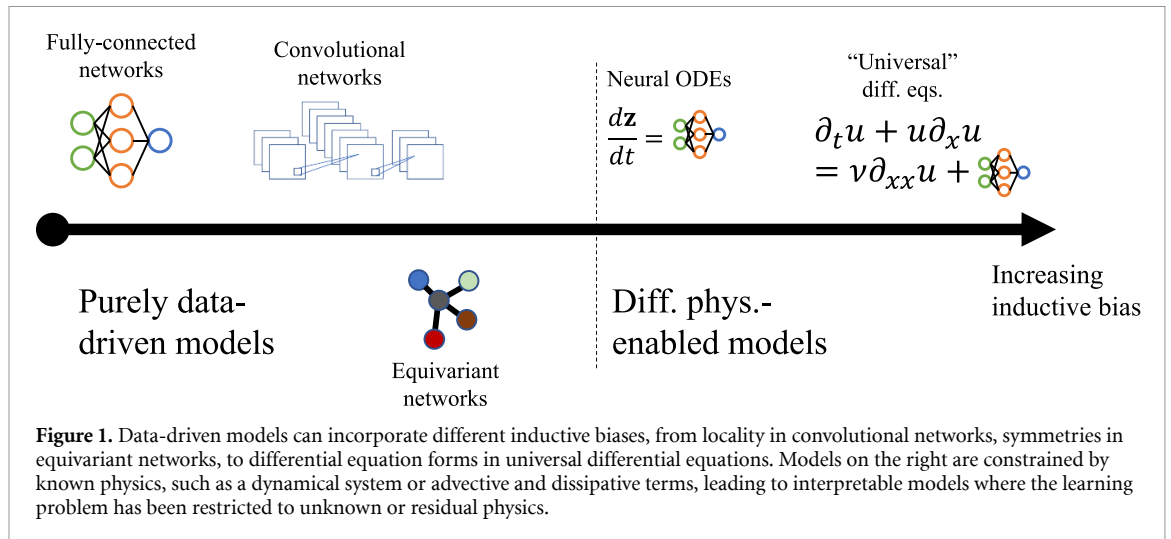 Fully-connected
networks
Convolutional
networks
Neural ODEs
d𝐳/dt =
“Universal”
diff. eqs.
∂ₜu + u∂ₓu
= ν∂ₓₓu +
Purely data-
driven models
Equivariant
networks
Diff. phys.-
enabled models
Increasing
inductive bias
Figure 1. Data-driven models can incorporate different inductive biases, from locality in convolutional networks, symmetries in
equivariant networks, to differential equation forms in universal differential equations. Models on the right are constrained by
known physics, such as a dynamical system or advective and dissipative terms, leading to interpretable models where the learning
problem has been restricted to unknown or residual physics.